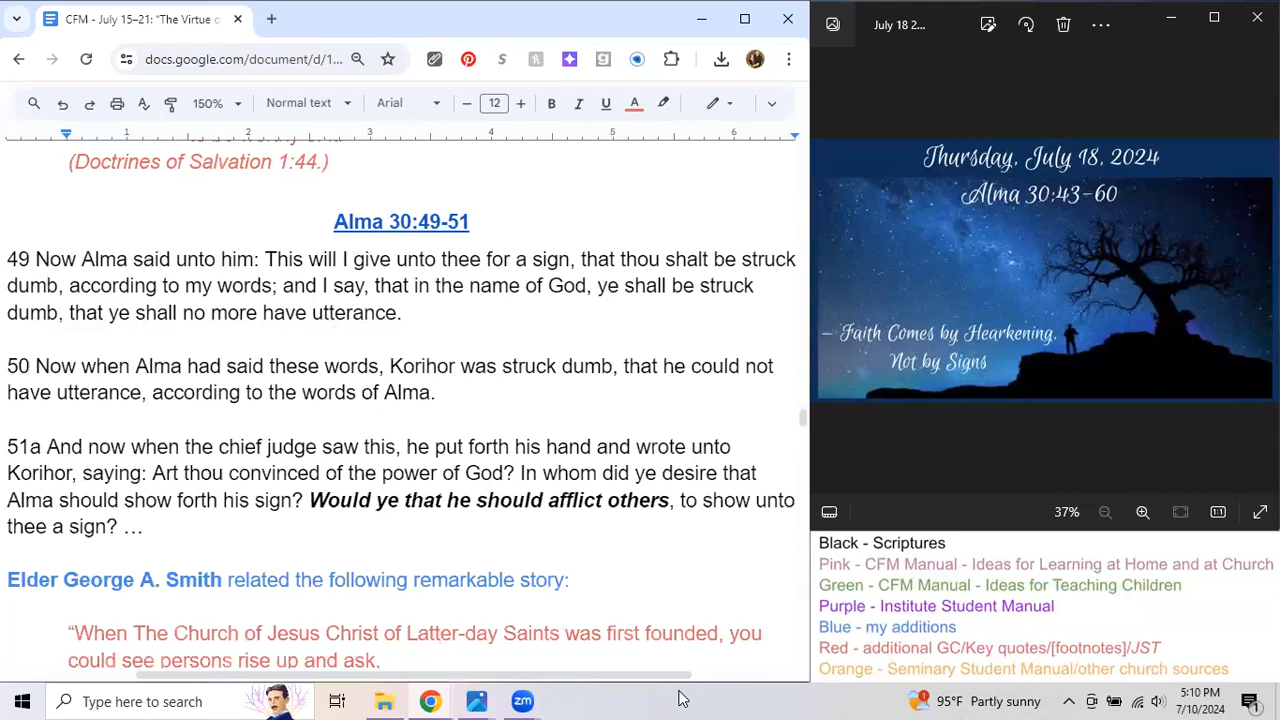 CFM - July 15–21: “The Virtue o
docs.google.com/document/d/1...
150%
Normal text
Arial
12
B I U A
1 2 3 4 5 6
(Doctrines of Salvation 1:44.)
Alma 30:49-51
49 Now Alma said unto him: This will I give unto thee for a sign, that thou shalt be struck
dumb, according to my words; and I say, that in the name of God, ye shall be struck
dumb, that ye shall no more have utterance.
50 Now when Alma had said these words, Korihor was struck dumb, that he could not
have utterance, according to the words of Alma.
51a And now when the chief judge saw this, he put forth his hand and wrote unto
Korihor, saying: Art thou convinced of the power of God? In whom did ye desire that
Alma should show forth his sign? Would ye that he should afflict others, to show unto
thee a sign? …
Elder George A. Smith related the following remarkable story:
“When The Church of Jesus Christ of Latter-day Saints was first founded, you
could see persons rise up and ask,
July 18 2...
Thursday, July 18, 2024
Alma 30:43-60
– Faith Comes by Hearkening,
Not by Signs
37%
1:1
Black - Scriptures
Pink - CFM Manual - Ideas for Learning at Home and at Church
Green - CFM Manual - Ideas for Teaching Children
Purple - Institute Student Manual
Blue - my additions
Red - additional GC/Key quotes/[footnotes]/JST
Orange - Seminary Student Manual/other church sources
Type here to search
zm
1
95°F Partly sunny
5:10 PM
7/10/2024
1